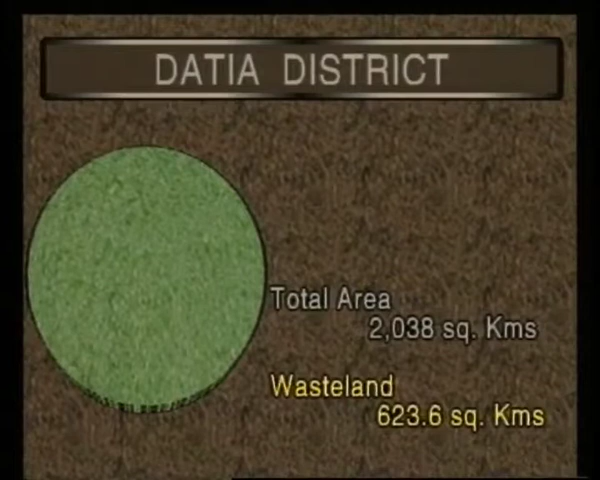 DATIA DISTRICT
Total Area
2,038 sq. Kms
Wasteland
623.6 sq. Kms